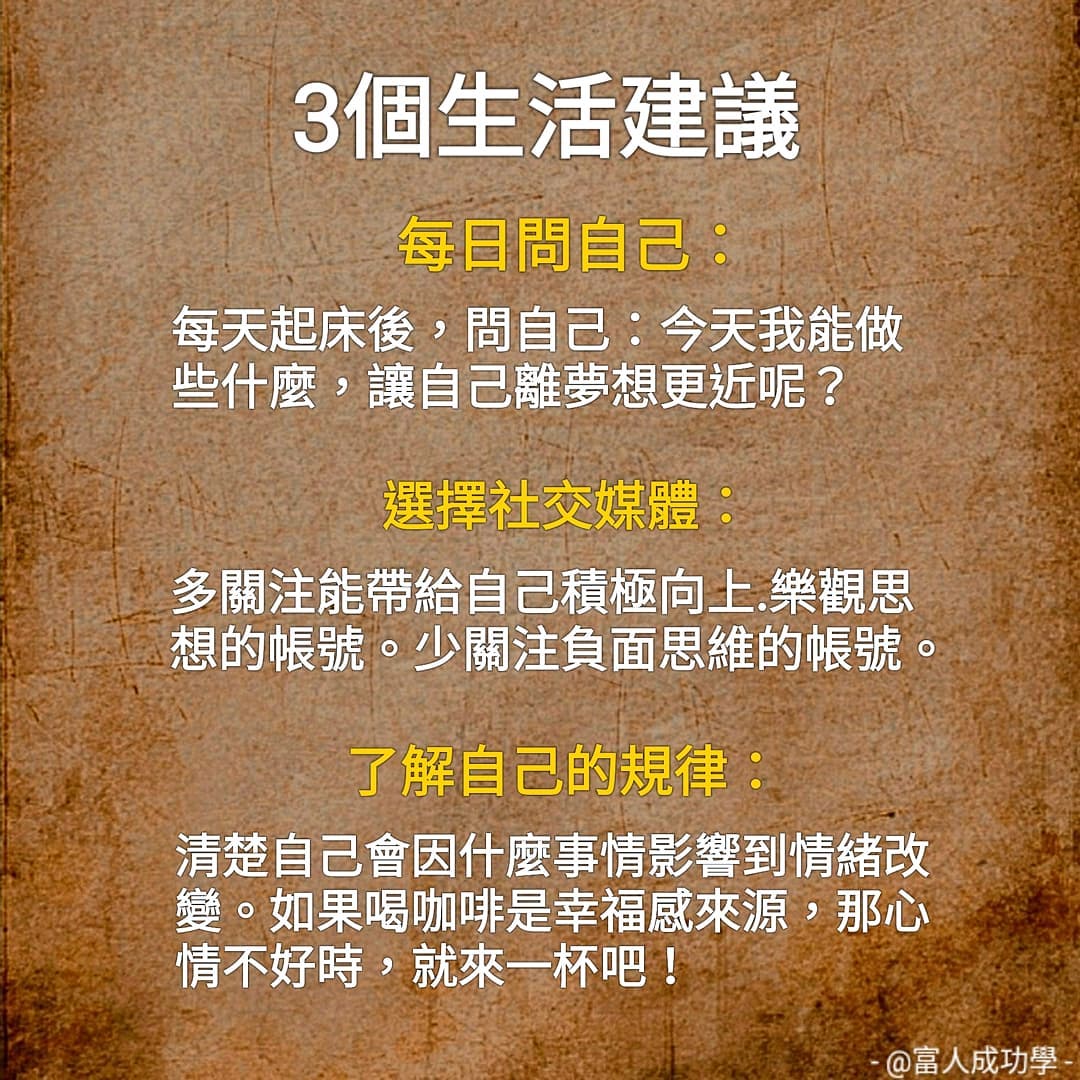 3個生活建議
每日問自己：
每天起床後，問自己：今天我能做
些什麼，讓自己離夢想更近呢？
選擇社交媒體：
多關注能帶給自己積極向上.樂觀思
想的帳號。少關注負面思維的帳號。
了解自己的規律：
清楚自己會因什麼事情影響到情緒改
變。如果喝咖啡是幸福感來源，那心
情不好時，就來一杯吧！
- @富人成功學 -